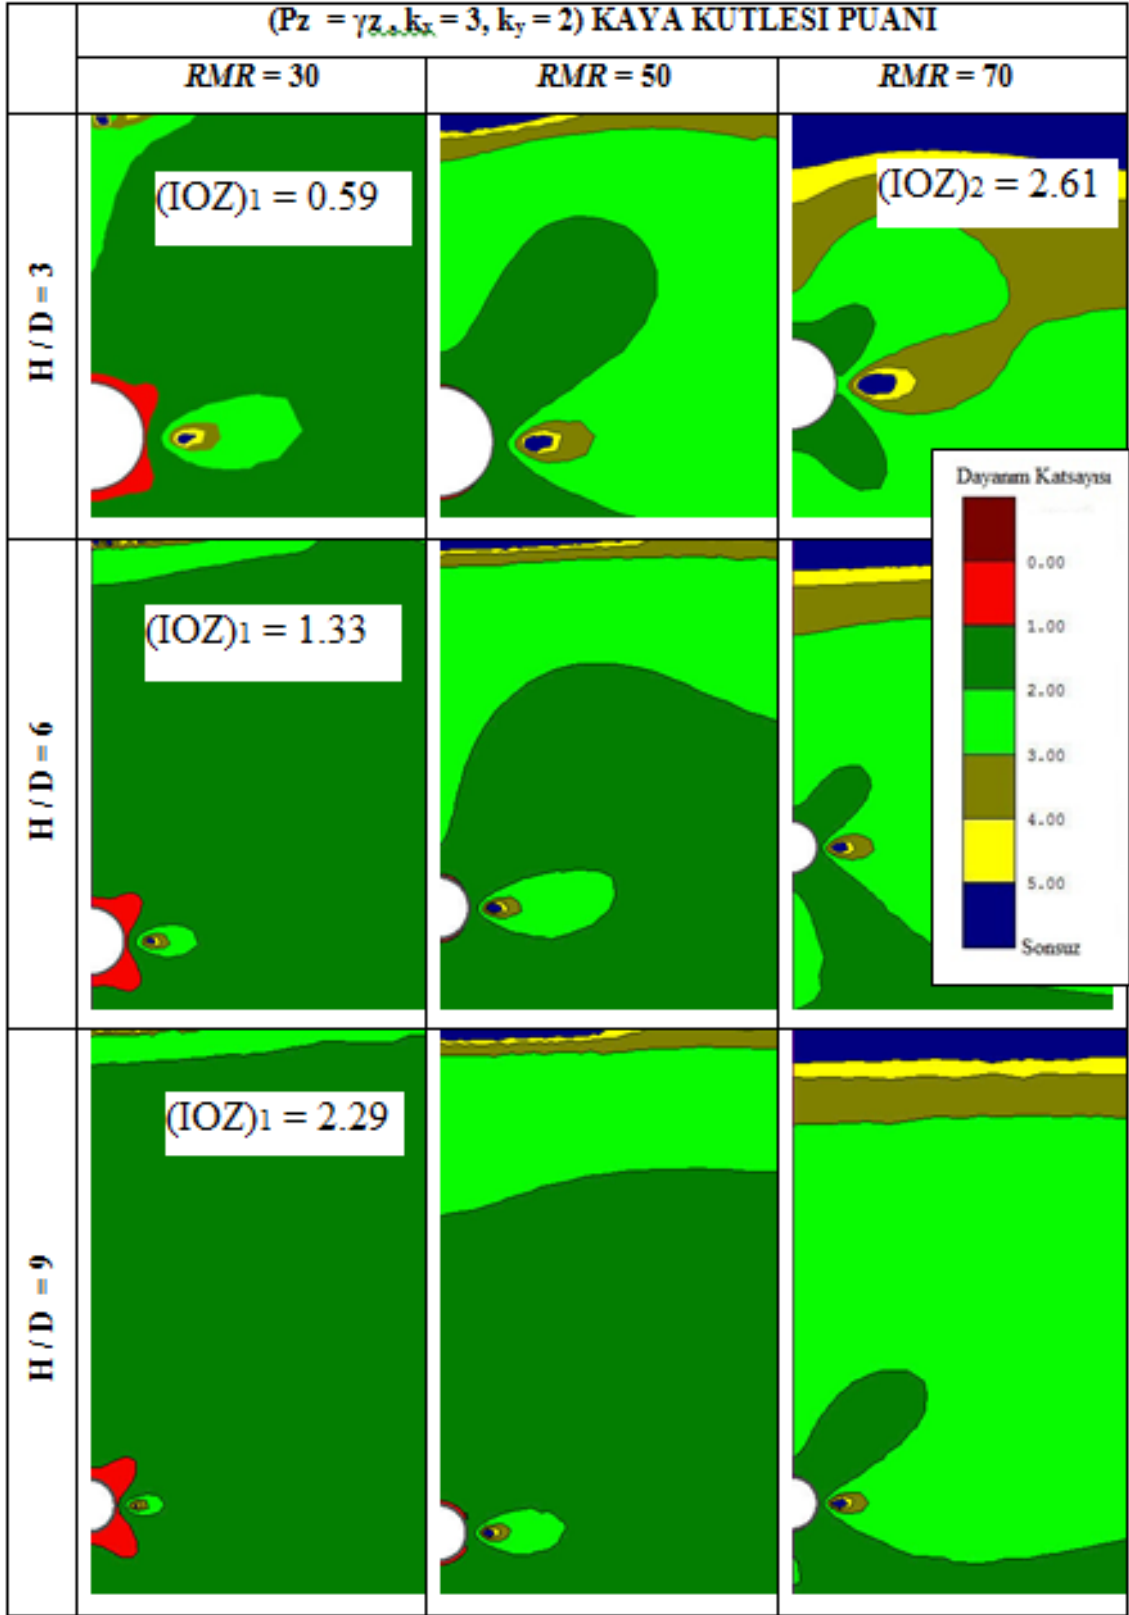 (Pz = γz, kx = 3, ky = 2) KAYA KUTLESİ PUANI
RMR = 30
RMR = 50
RMR = 70
H / D = 3
(IOZ)1 = 0.59
(IOZ)2 = 2.61
Dayanım Katsayısı
0.00
1.00
2.00
3.00
4.00
5.00
Sonsuz
H / D = 6
(IOZ)1 = 1.33
H / D = 9
(IOZ)1 = 2.29